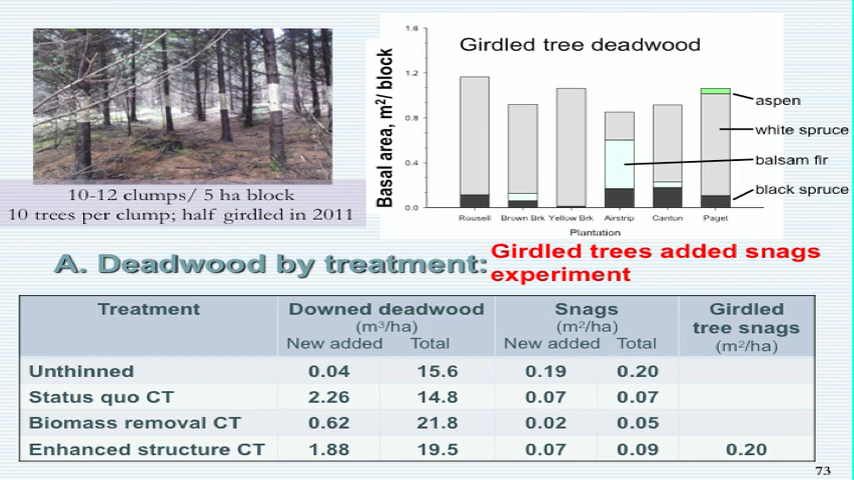 Girdled tree deadwood
Basal area, m²/ block
1.6
1.2
0.8
0.4
0.0
aspen
white spruce
balsam fir
black spruce
Rousell Brown Brk Yellow Brk Airstrip Canton Paget
Plantation
10-12 clumps/ 5 ha block
10 trees per clump; half girdled in 2011
A. Deadwood by treatment:
Girdled trees added snags
experiment
Treatment Downed deadwood Snags Girdled
(m³/ha) (m²/ha) tree snags
New added Total New added Total (m²/ha)
Unthinned 0.04 15.6 0.19 0.20
Status quo CT 2.26 14.8 0.07 0.07
Biomass removal CT 0.62 21.8 0.02 0.05
Enhanced structure CT 1.88 19.5 0.07 0.09 0.20
73